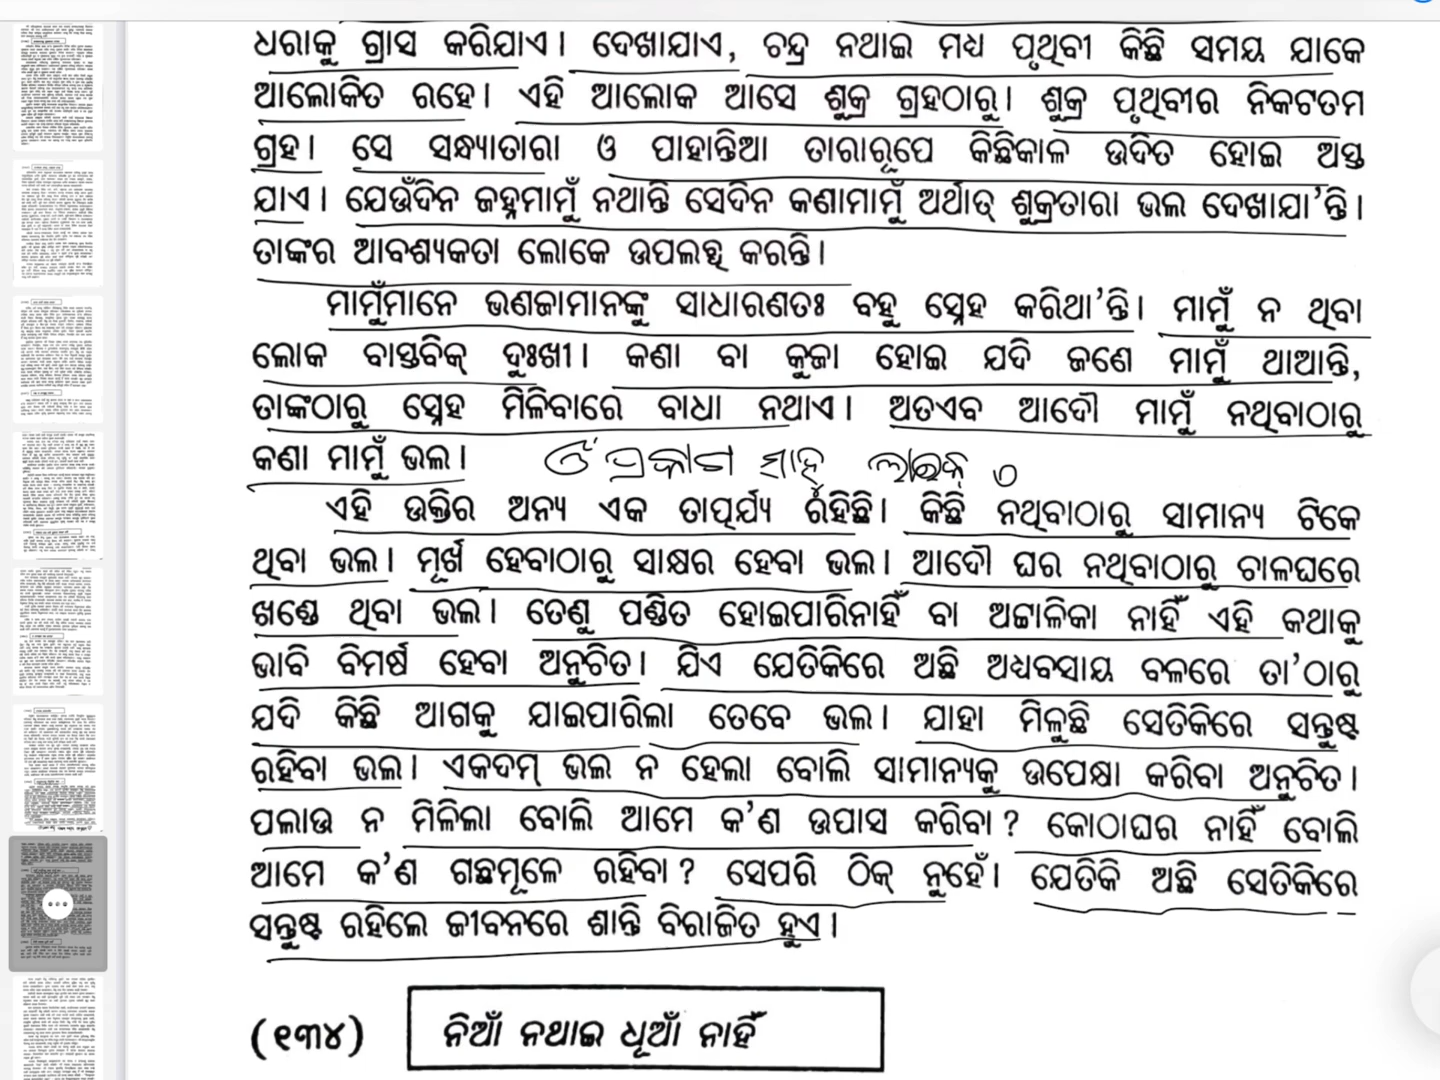 ଧରାକୁ ଗ୍ରାସ କରିଯାଏ। ଦେଖାଯାଏ, ଚନ୍ଦ୍ର ନଥାଇ ମଧ୍ୟ ପୃଥିବୀ କିଛି ସମୟ ଯାକେ
ଆଲୋକିତ ରହେ। ଏହି ଆଲୋକ ଆସେ ଶୁକ୍ର ଗ୍ରହଠାରୁ। ଶୁକ୍ର ପୃଥିବୀର ନିକଟତମ
ଗ୍ରହ। ସେ ସନ୍ଧ୍ୟାତାରା ଓ ପାହାନ୍ତିଆ ତାରାରୂପେ କିଛିକାଳ ଉଦିତ ହୋଇ ଅସ୍ତ
ଯାଏ। ଯେଉଁଦିନ ଜହ୍ନମାମୁଁ ନଥାନ୍ତି ସେଦିନ କଣାମାମୁଁ ଅର୍ଥାତ୍ ଶୁକ୍ରତାରା ଭଲ ଦେଖାଯା'ନ୍ତି।
ତାଙ୍କର ଆବଶ୍ୟକତା ଲୋକେ ଉପଲବ୍ଧ କରନ୍ତି।
ମାମୁଁମାନେ ଭଣଜାମାନଙ୍କୁ ସାଧାରଣତଃ ବହୁ ସ୍ନେହ କରିଥା'ନ୍ତି। ମାମୁଁ ନ ଥିବା
ଲୋକ ବାସ୍ତବିକ୍ ଦୁଃଖୀ। କଣା ବା କୁଜା ହୋଇ ଯଦି ଜଣେ ମାମୁଁ ଥାଆନ୍ତି,
ତାଙ୍କଠାରୁ ସ୍ନେହ ମିଳିବାରେ ବାଧା ନଥାଏ। ଅତଏବ ଆଦୌ ମାମୁଁ ନଥିବାଠାରୁ
କଣା ମାମୁଁ ଭଲ। ପ୍ରକାଶ ସାହୁ
ଏହି ଉକ୍ତିର ଅନ୍ୟ ଏକ ତାତ୍ପର୍ଯ୍ୟ ରହିଛି। କିଛି ନଥିବାଠାରୁ ସାମାନ୍ୟ ଟିକେ
ଥିବା ଭଲ। ମୂର୍ଖ ହେବାଠାରୁ ସାକ୍ଷର ହେବା ଭଲ। ଆଦୌ ଘର ନଥିବାଠାରୁ ଚାଳଘରେ
ଖଣ୍ଡେ ଥିବା ଭଲ। ତେଣୁ ପଣ୍ଡିତ ହୋଇପାରିନାହିଁ ବା ଅଟ୍ଟାଳିକା ନାହିଁ ଏହି କଥାକୁ
ଭାବି ବିମର୍ଷ ହେବା ଅନୁଚିତ। ଯିଏ ଯେତିକିରେ ଅଛି ଅଧ୍ୟବସାୟ ବଳରେ ତା'ଠାରୁ
ଯଦି କିଛି ଆଗକୁ ଯାଇପାରିଲା ତେବେ ଭଲ। ଯାହା ମିଳୁଛି ସେତିକିରେ ସନ୍ତୁଷ୍ଟ
ରହିବା ଭଲ। ଏକଦମ୍ ଭଲ ନ ହେଲା ବୋଲି ସାମାନ୍ୟକୁ ଉପେକ୍ଷା କରିବା ଅନୁଚିତ।
ପଲାଉ ନ ମିଳିଲା ବୋଲି ଆମେ କ'ଣ ଉପାସ କରିବା? କୋଠାଘର ନାହିଁ ବୋଲି
ଆମେ କ'ଣ ଗଛମୂଳେ ରହିବା? ସେପରି ଠିକ୍ ନୁହେଁ। ଯେତିକି ଅଛି ସେତିକିରେ
ସନ୍ତୁଷ୍ଟ ରହିଲେ ଜୀବନରେ ଶାନ୍ତି ବିରାଜିତ ହୁଏ।
(୧୩୪) ନିଆଁ ନଥାଇ ଧୂଆଁ ନାହିଁ